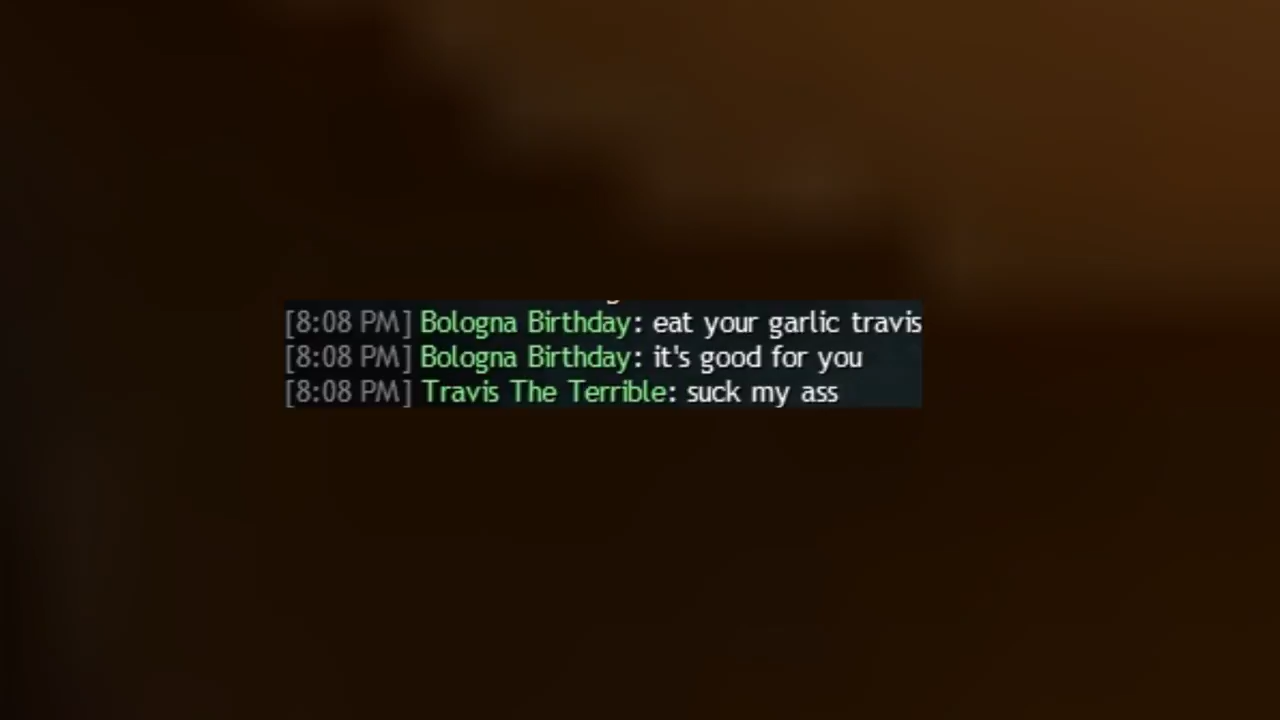 [8:08 PM] Bologna Birthday: eat your garlic travis
[8:08 PM] Bologna Birthday: it's good for you
[8:08 PM] Travis The Terrible: suck my ass